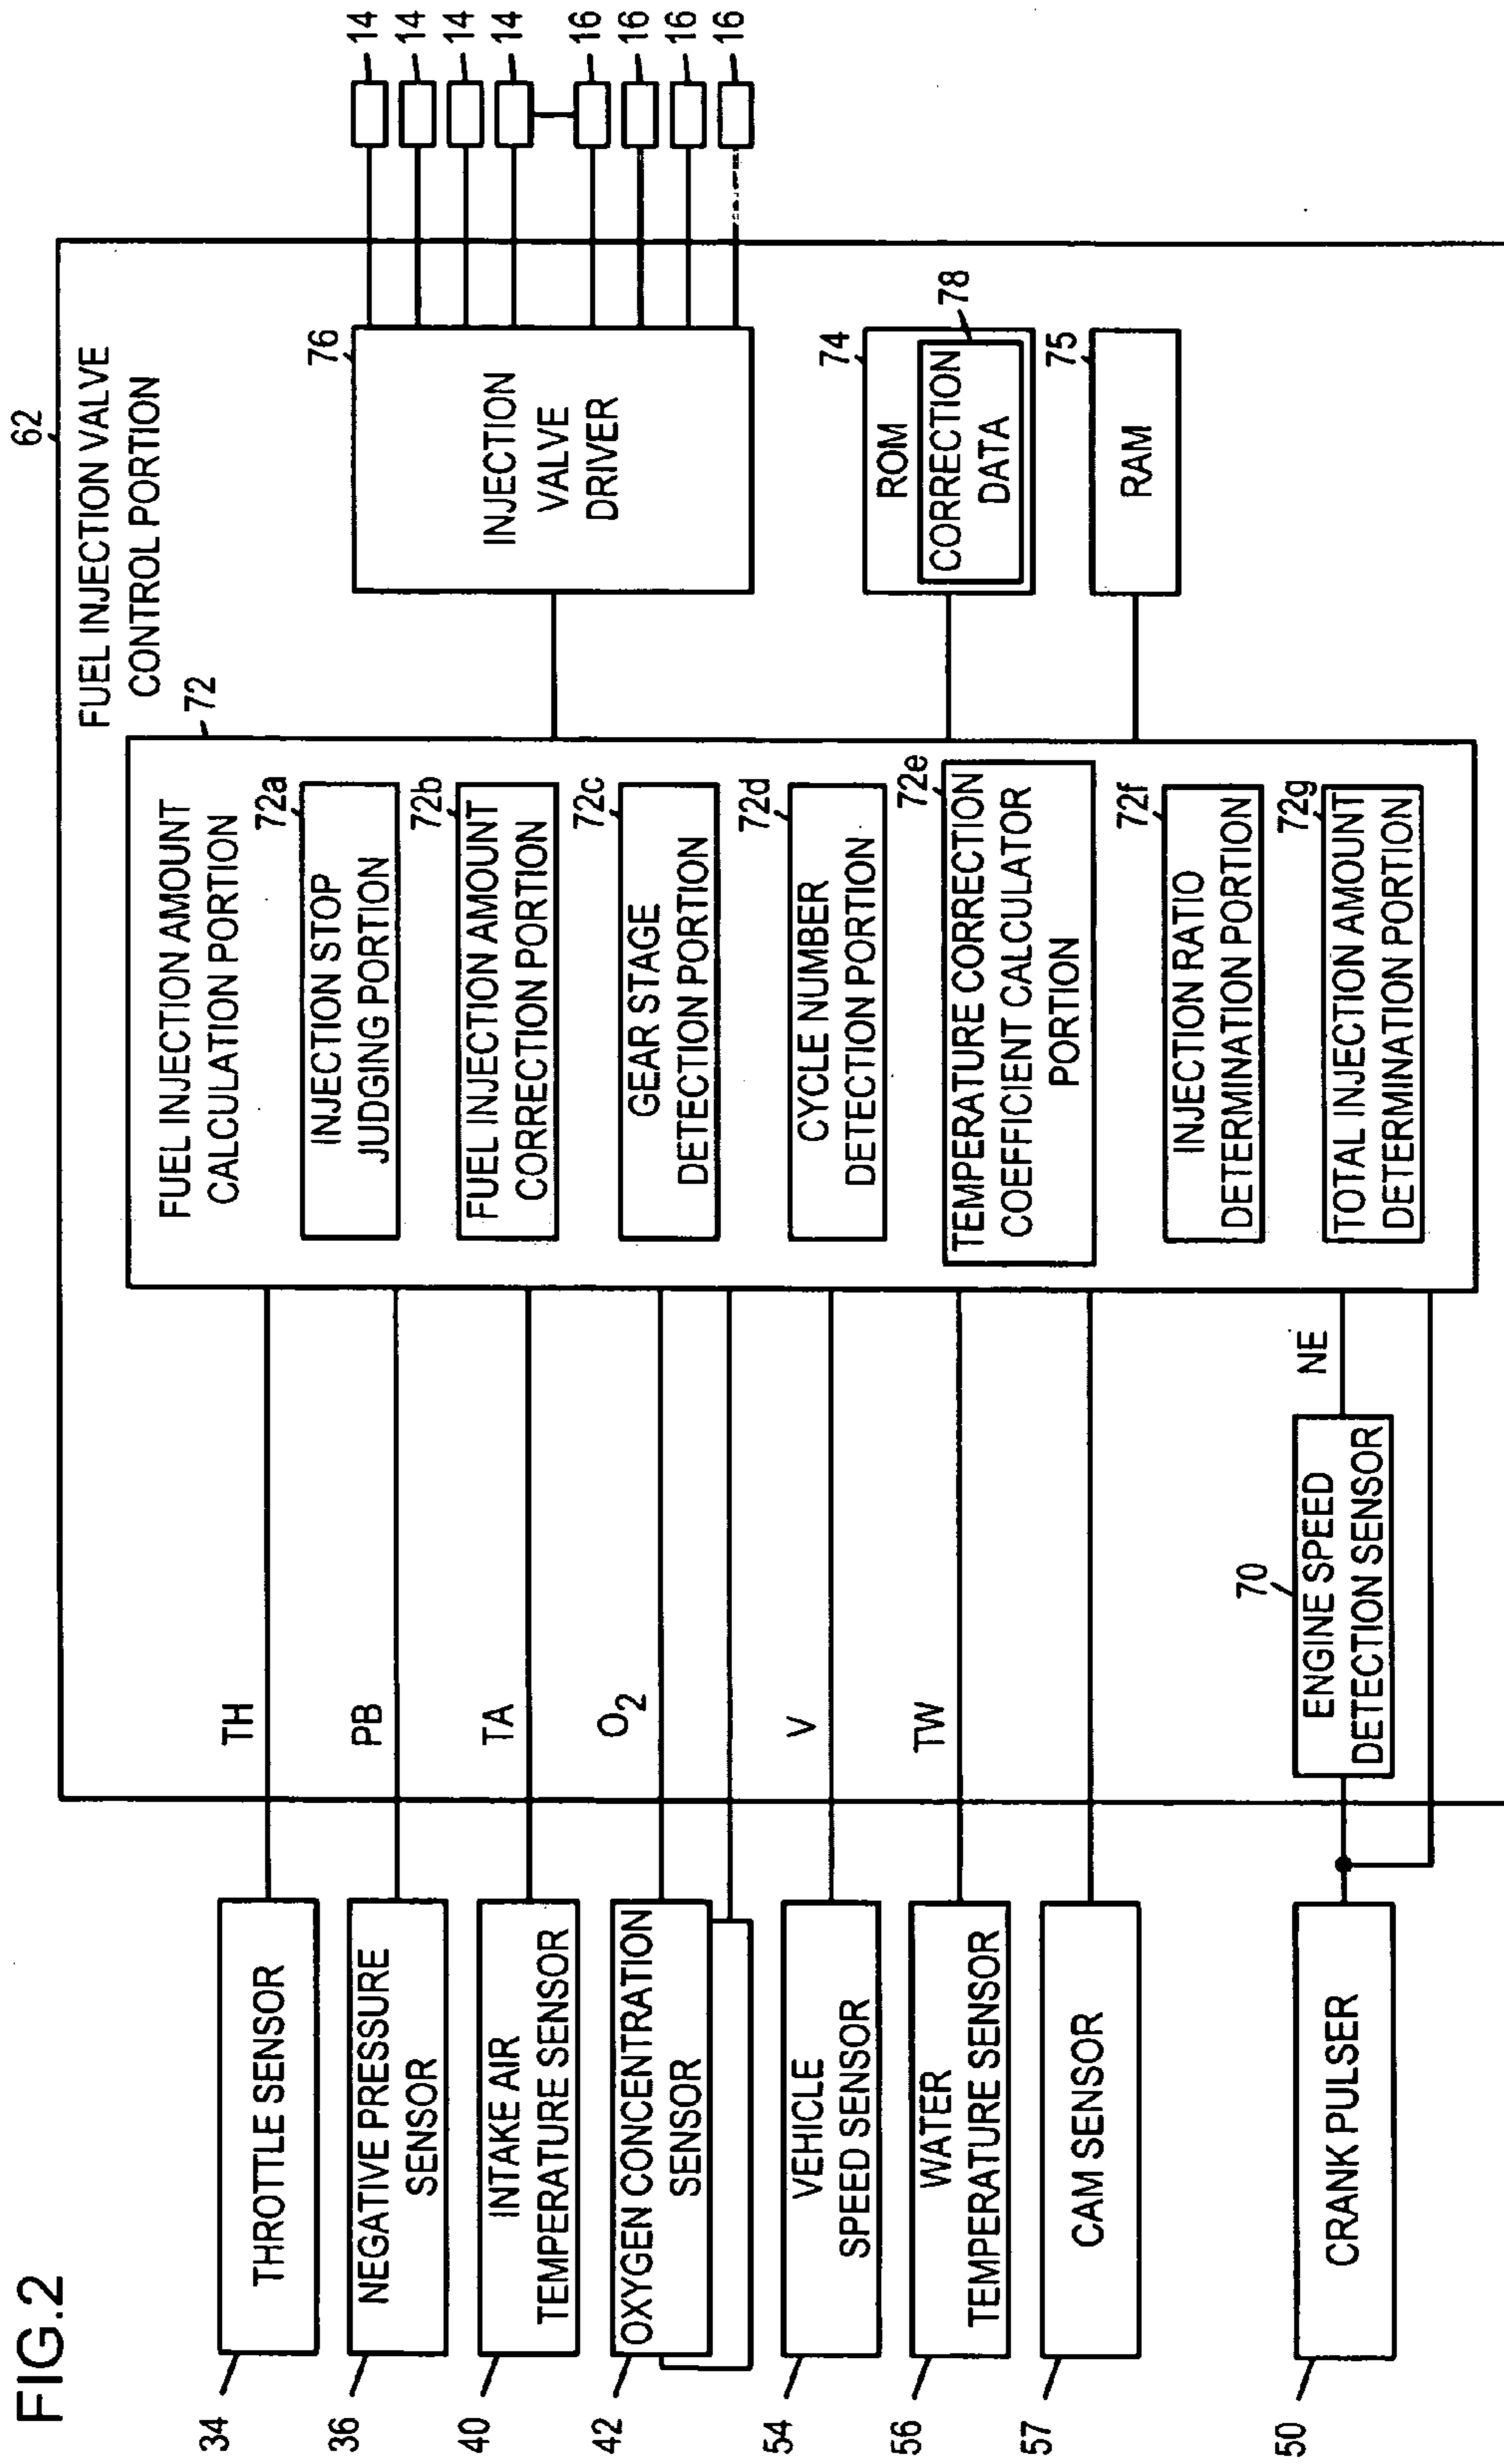 FIG.2
62
FUEL INJECTION VALVE
CONTROL PORTION
34
THROTTLE SENSOR
TH
36
NEGATIVE PRESSURE
SENSOR
PB
40
INTAKE AIR
TEMPERATURE SENSOR
TA
42
OXYGEN CONCENTRATION
SENSOR
O2
54
VEHICLE
SPEED SENSOR
V
56
WATER
TEMPERATURE SENSOR
TW
57
CAM SENSOR
50
CRANK PULSER
70
ENGINE SPEED
DETECTION SENSOR
NE
72
FUEL INJECTION AMOUNT
CALCULATION PORTION
72a
INJECTION STOP
JUDGING PORTION
72b
FUEL INJECTION AMOUNT
CORRECTION PORTION
72c
GEAR STAGE
DETECTION PORTION
72d
CYCLE NUMBER
DETECTION PORTION
72e
TEMPERATURE CORRECTION
COEFFICIENT CALCULATOR
PORTION
72f
INJECTION RATIO
DETERMINATION PORTION
72g
TOTAL INJECTION AMOUNT
DETERMINATION PORTION
76
INJECTION
VALVE
DRIVER
74
ROM
78
CORRECTION
DATA
75
RAM
14
14
14
14
16
16
16
16